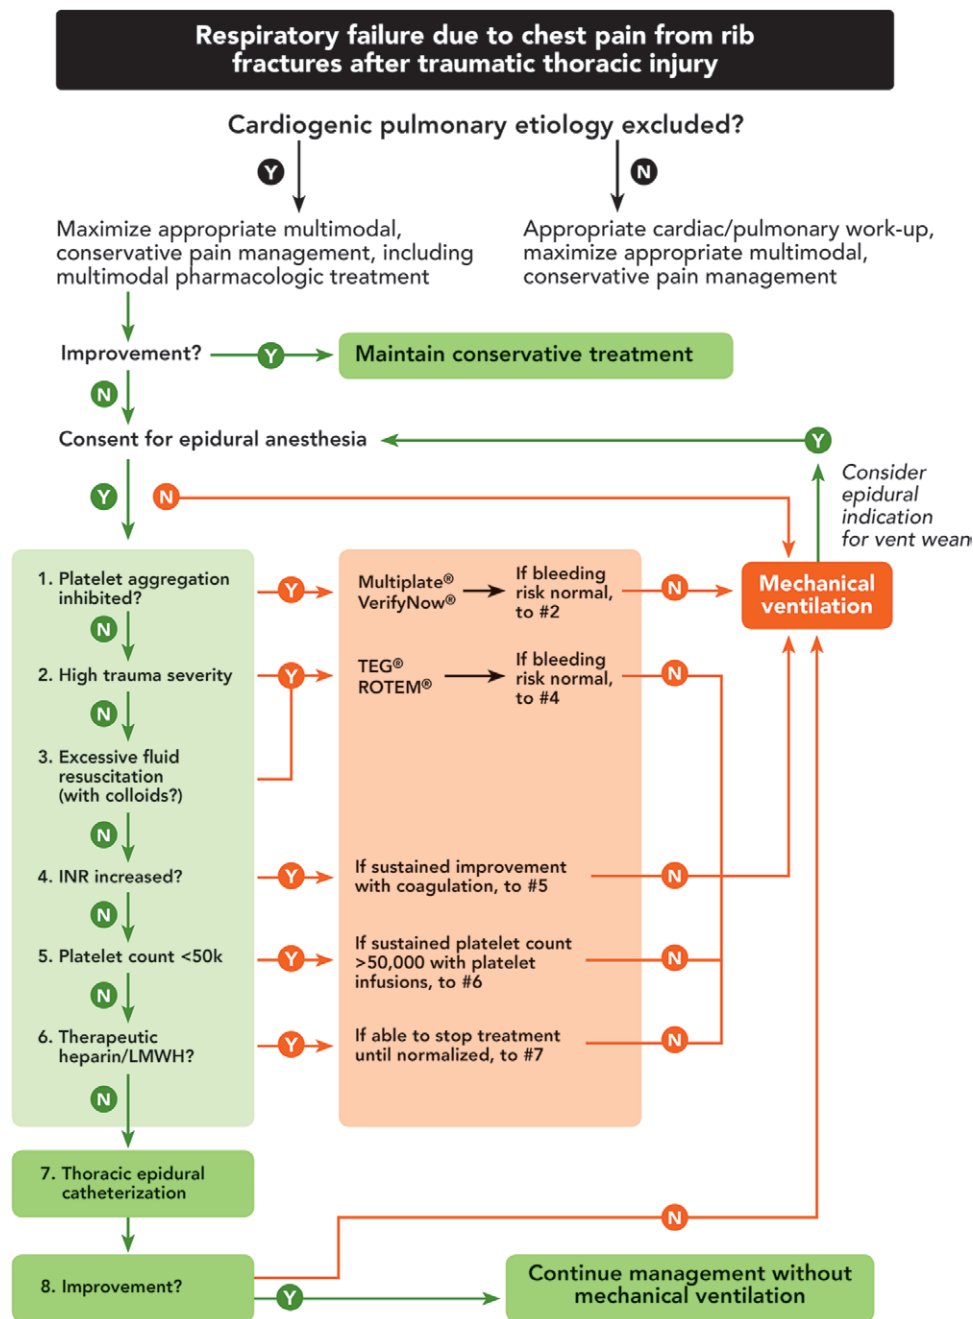 Respiratory failure due to chest pain from rib
fractures after traumatic thoracic injury
Cardiogenic pulmonary etiology excluded?
Y
N
Maximize appropriate multimodal,
conservative pain management, including
multimodal pharmacologic treatment
Appropriate cardiac/pulmonary work-up,
maximize appropriate multimodal,
conservative pain management
Improvement?
Y
Maintain conservative treatment
N
Consent for epidural anesthesia
Y
Consider
epidural
indication
for vent wean
Y
N
1. Platelet aggregation
inhibited?
Y
Multiplate®
VerifyNow®
If bleeding
risk normal,
to #2
N
Mechanical
ventilation
N
2. High trauma severity
Y
TEG®
ROTEM®
If bleeding
risk normal,
to #4
N
N
3. Excessive fluid
resuscitation
(with colloids?)
N
4. INR increased?
Y
If sustained improvement
with coagulation, to #5
N
N
5. Platelet count <50k
Y
If sustained platelet count
>50,000 with platelet
infusions, to #6
N
N
6. Therapeutic
heparin/LMWH?
Y
If able to stop treatment
until normalized, to #7
N
N
7. Thoracic epidural
catheterization
N
8. Improvement?
Y
Continue management without
mechanical ventilation